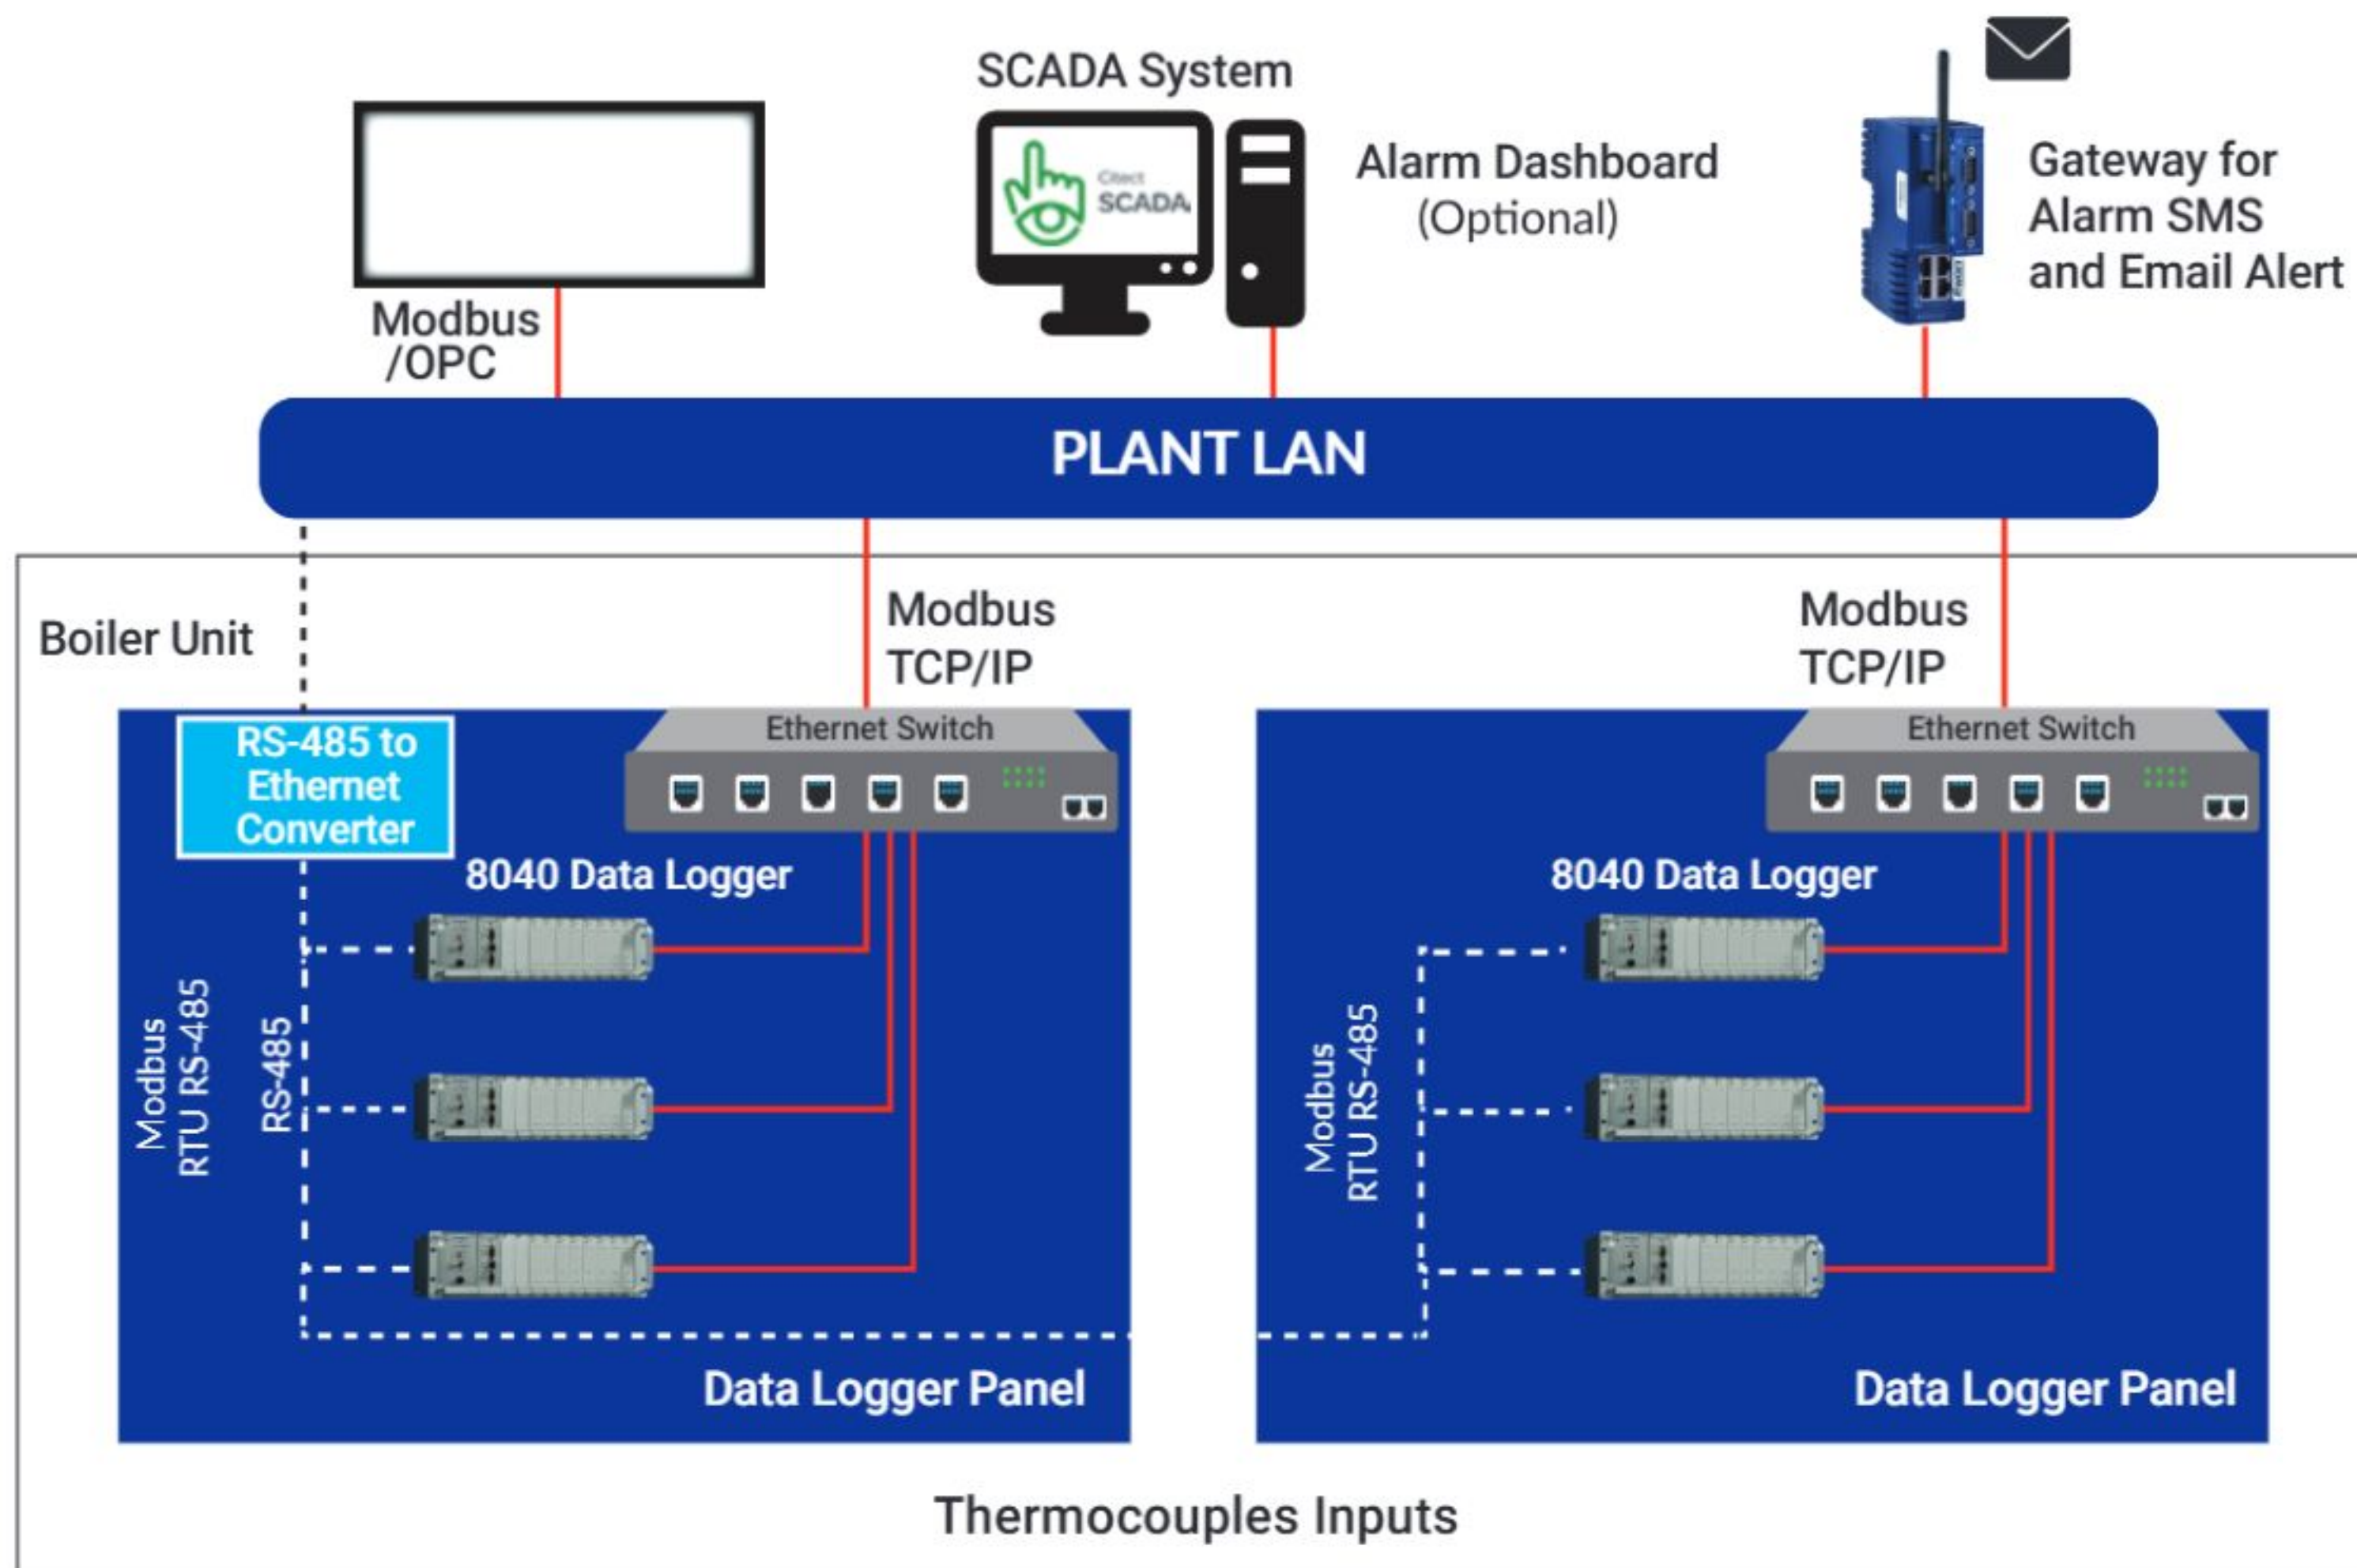 SCADA System
Citect
SCADA
Alarm Dashboard
(Optional)
Gateway for
Alarm SMS
and Email Alert
Modbus
/OPC
PLANT LAN
Boiler Unit
Modbus
TCP/IP
Modbus
TCP/IP
RS-485 to
Ethernet
Converter
Ethernet Switch
8040 Data Logger
Modbus
RTU RS-485
RS-485
Data Logger Panel
Ethernet Switch
8040 Data Logger
Modbus
RTU RS-485
Data Logger Panel
Thermocouples Inputs